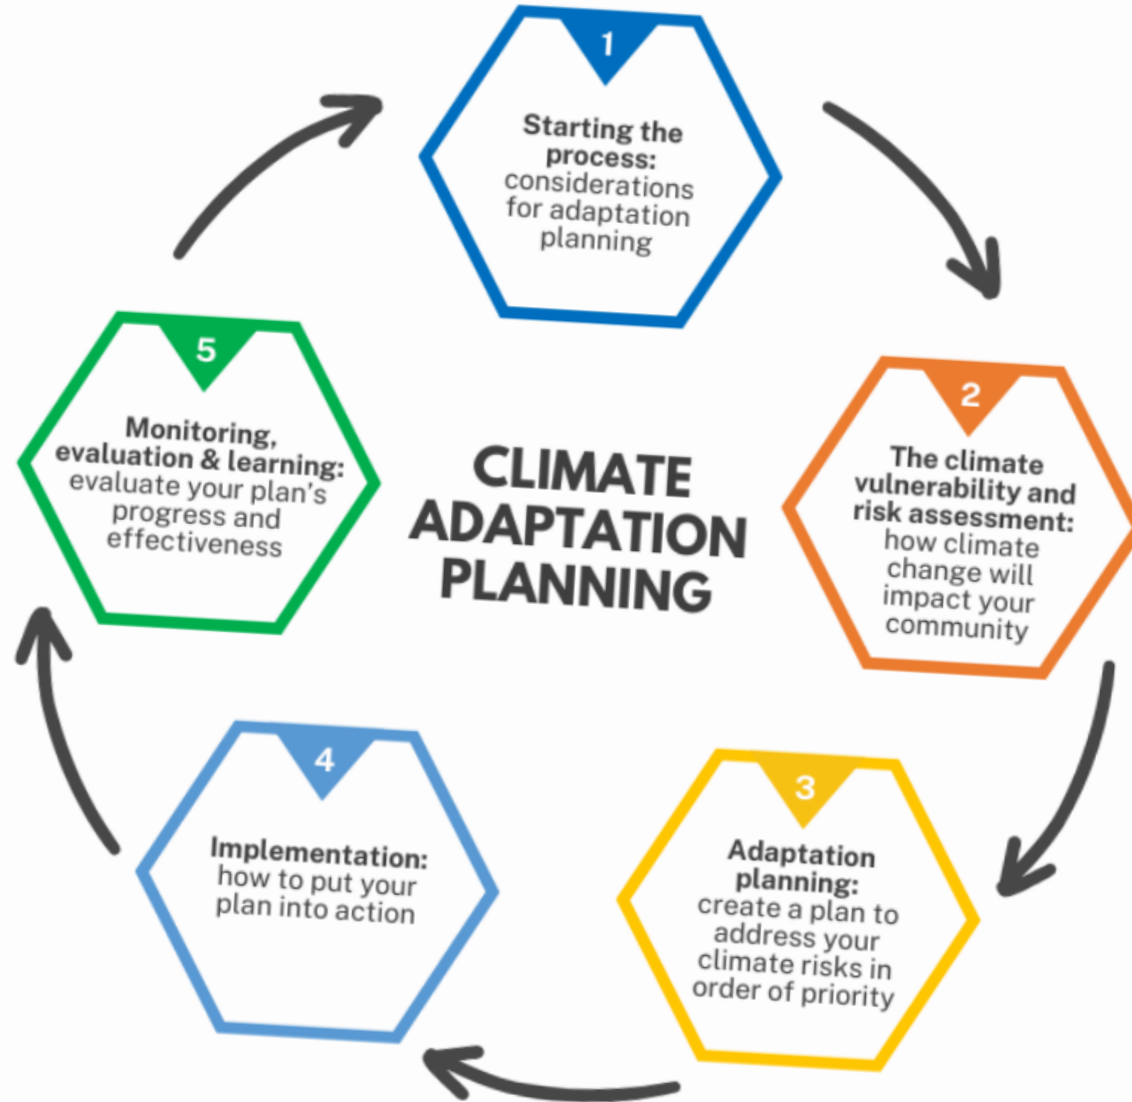 1
Starting the
process:
considerations
for adaptation
planning
2
The climate
vulnerability and
risk assessment:
how climate
change will
impact your
community
3
Adaptation
planning:
create a plan to
address your
climate risks in
order of priority
4
Implementation:
how to put your
plan into action
5
Monitoring,
evaluation & learning:
evaluate your plan's
progress and
effectiveness
CLIMATE
ADAPTATION
PLANNING